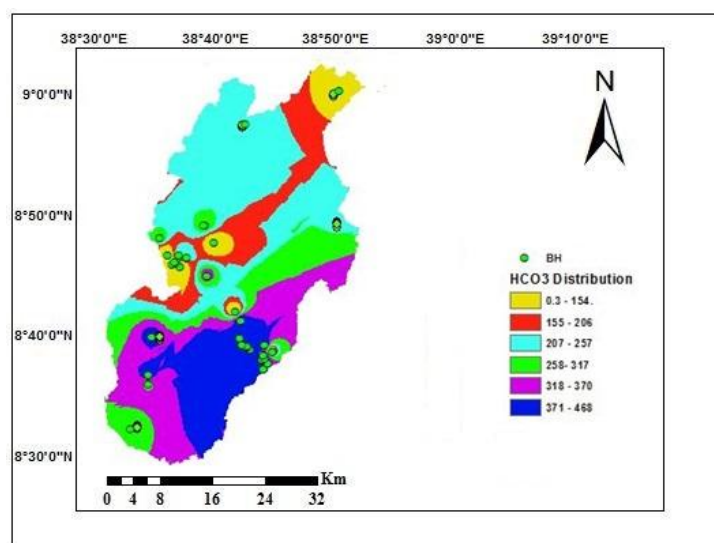 38°30'0"E 38°40'0"E 38°50'0"E 39°0'0"E 39°10'0"E
9°0'0"N
N
8°50'0"N
BH
HCO3 Distribution
0.3 - 154.
155 - 206
207 - 257
258- 317
318 - 370
371 - 468
8°40'0"N
8°30'0"N
Km
0 4 8 16 24 32